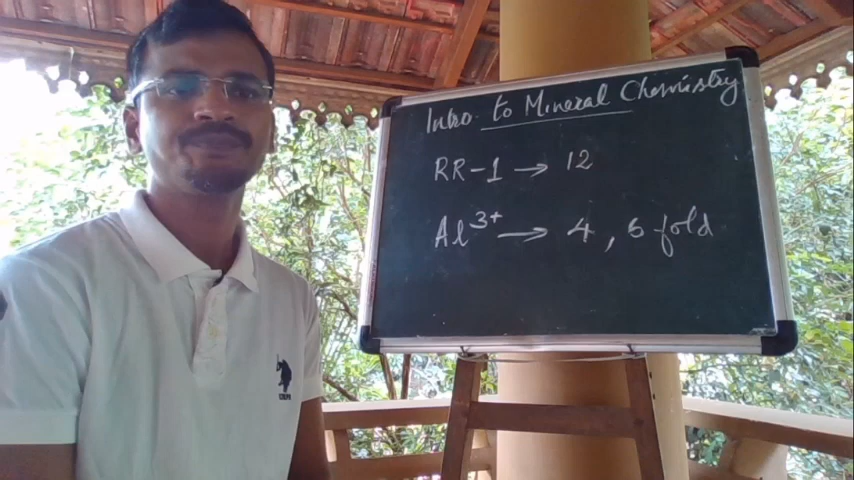 Intro. to Mineral Chemistry
RR-1 → 12
Al3+ → 4, 6 fold